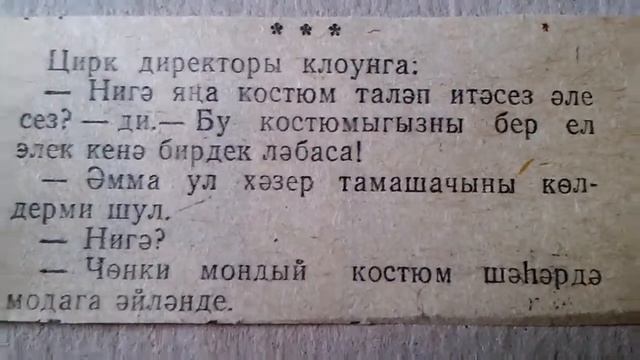 * * *
Цирк директоры клоунга:
— Нигә яңа костюм таләп итәсез әле
сез? — ди.— Бу костюмыгызны бер ел
элек кенә бирдек ләбаса!
— Әмма ул хәзер тамашачыны көл-
дерми шул.
— Нигә?
— Чөнки мондый костюм шәһәрдә
модага әйләнде.